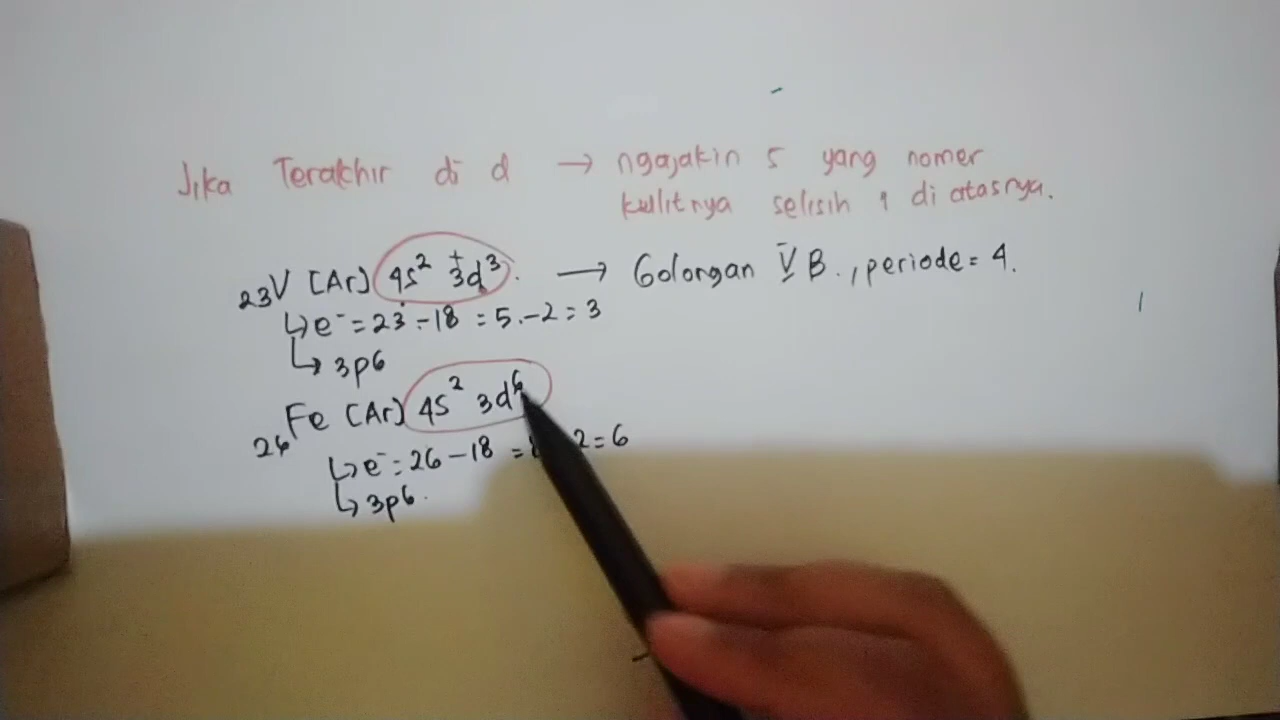 Jika Terakhir di d → ngajakin s yang nomer
kulitnya selisih 1 di atasnya.
23V [Ar] 4s² 3d³. → Golongan VB., periode = 4.
↳ e⁻ = 23 - 18 = 5 - 2 = 3
↳ 3p6
26Fe [Ar] 4s² 3d⁶
↳ e⁻ = 26 - 18 = 2 = 6
↳ 3p6.